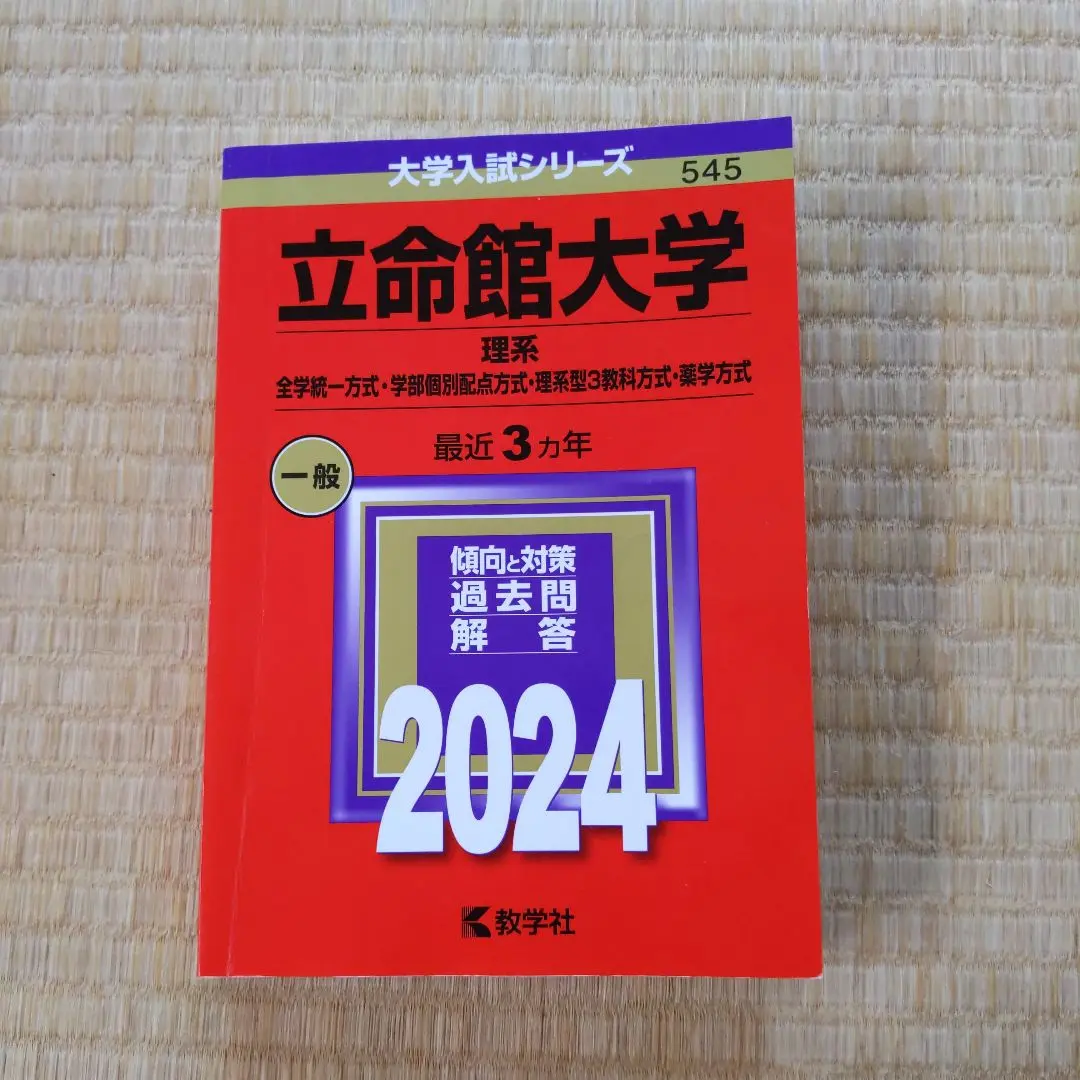 大学入試シリーズ 545
立命館大学
理系
全学統一方式・学部個別配点方式・理系型3教科方式・薬学方式
最近3カ年
一般
傾向と対策
過去問
解答
2024
教学社